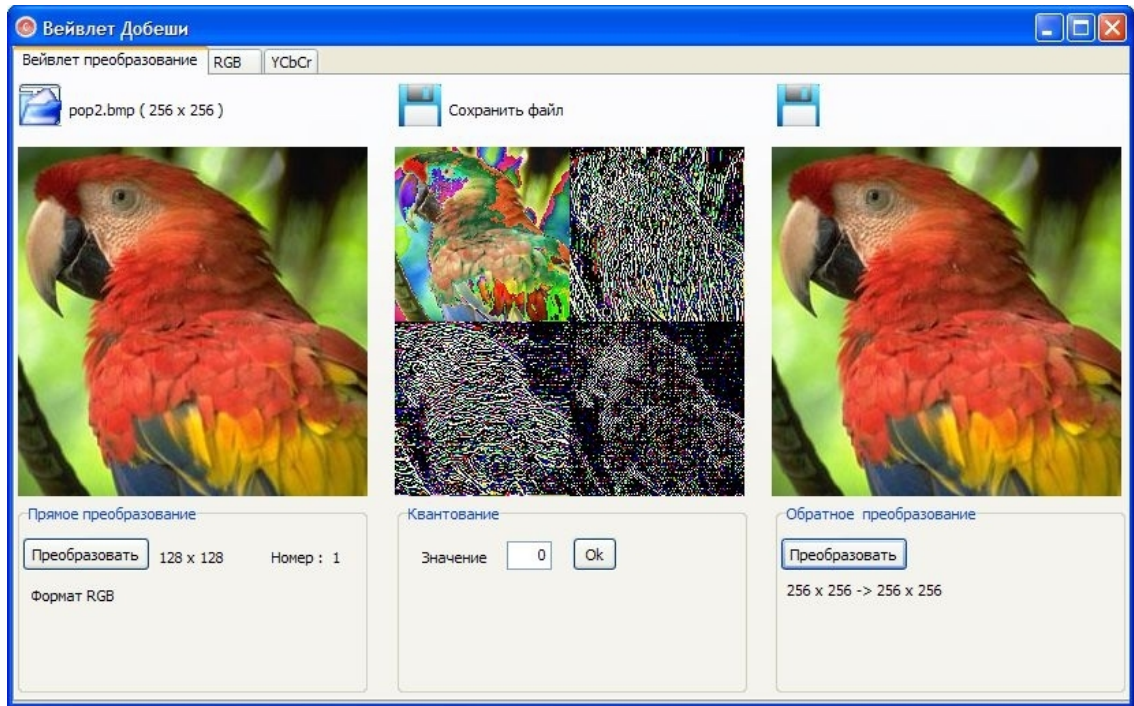 Вейвлет Добеши
Вейвлет преобразование RGB YCbCr
pop2.bmp ( 256 x 256 )
Сохранить файл
Прямое преобразование
Преобразовать 128 x 128 Номер : 1
Формат RGB
Квантование
Значение 0 Ok
Обратное преобразование
Преобразовать
256 x 256 -> 256 x 256